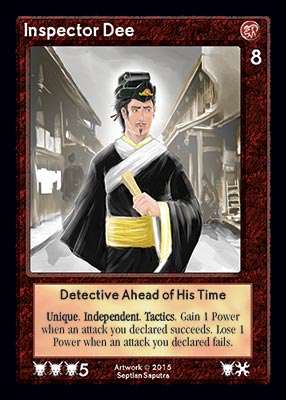 Inspector Dee
8
Detective Ahead of His Time
Unique. Independent. Tactics. Gain 1 Power
when an attack you declared succeeds. Lose 1
Power when an attack you declared fails.
5
Artwork © 2015
Septian Saputra